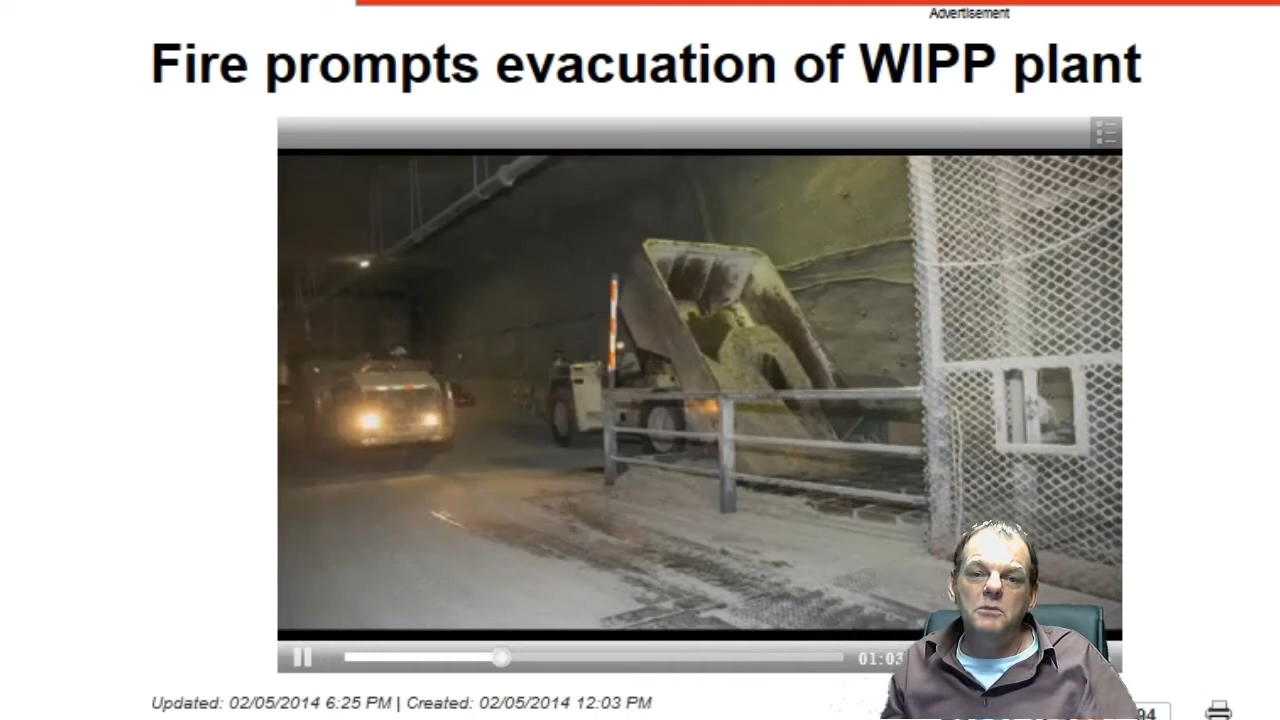 Advertisement
Fire prompts evacuation of WIPP plant
01:03
Updated: 02/05/2014 6:25 PM | Created: 02/05/2014 12:03 PM
94